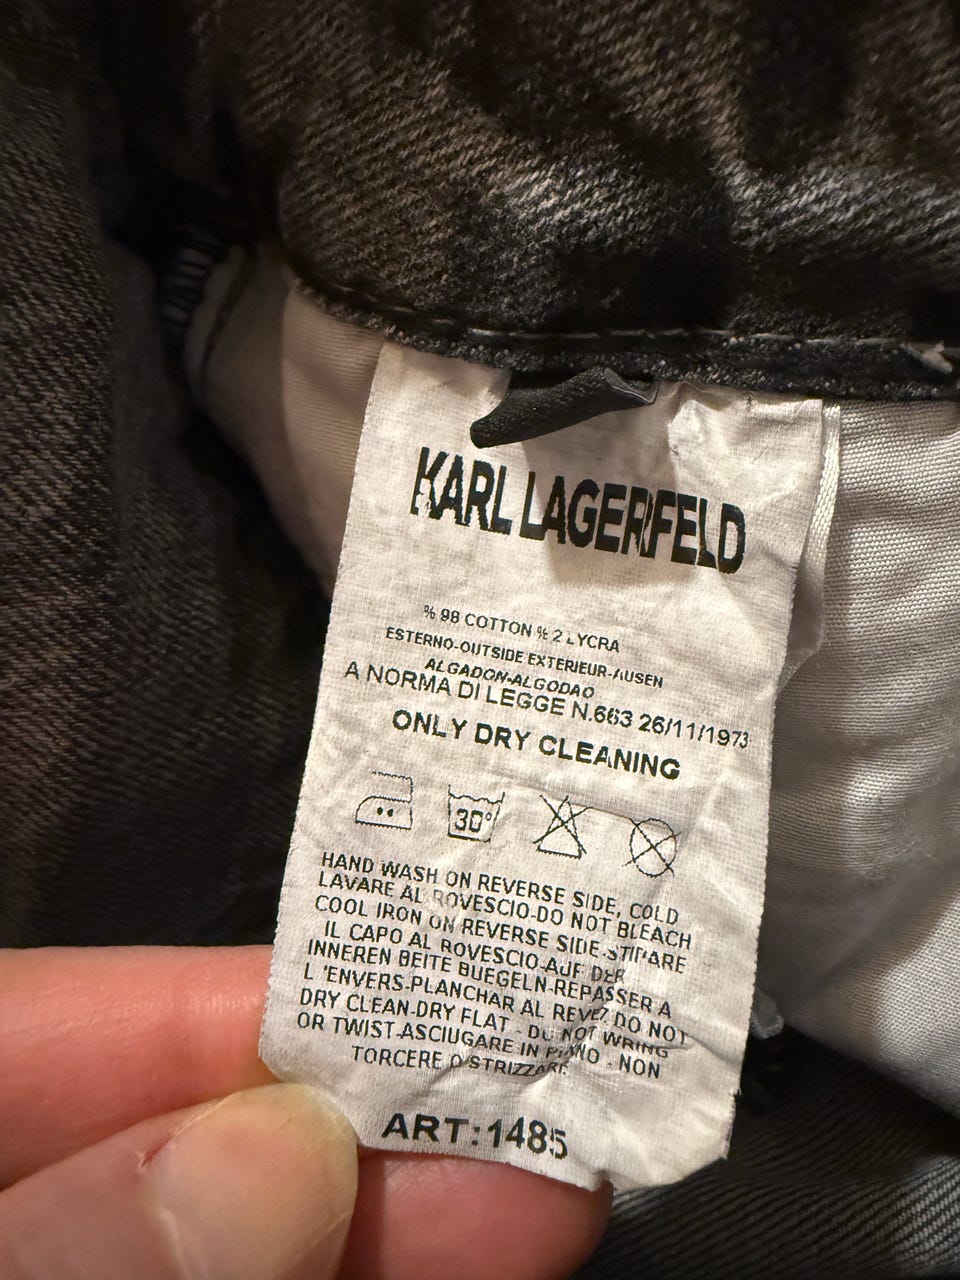 KARL LAGERFELD
% 98 COTTON % 2 LYCRA
ESTERNO-OUTSIDE EXTERIEUR-AUSEN
ALGADON-ALGODAO
A NORMA DI LEGGE N.663 26/11/1973
ONLY DRY CLEANING
30°
HAND WASH ON REVERSE SIDE, COLD
LAVARE AL ROVESCIO-DO NOT BLEACH
COOL IRON ON REVERSE SIDE-STIPARE
IL CAPO AL ROVESCIO-AUF DER
INNEREN BEITE BUEGELN-REPASSER A
L 'ENVERS-PLANCHAR AL REVEZ DO NOT
DRY CLEAN-DRY FLAT - DO NOT WRING
OR TWIST-ASCIUGARE IN PIANO - NON
TORCERE O STRIZZARE
ART:1485